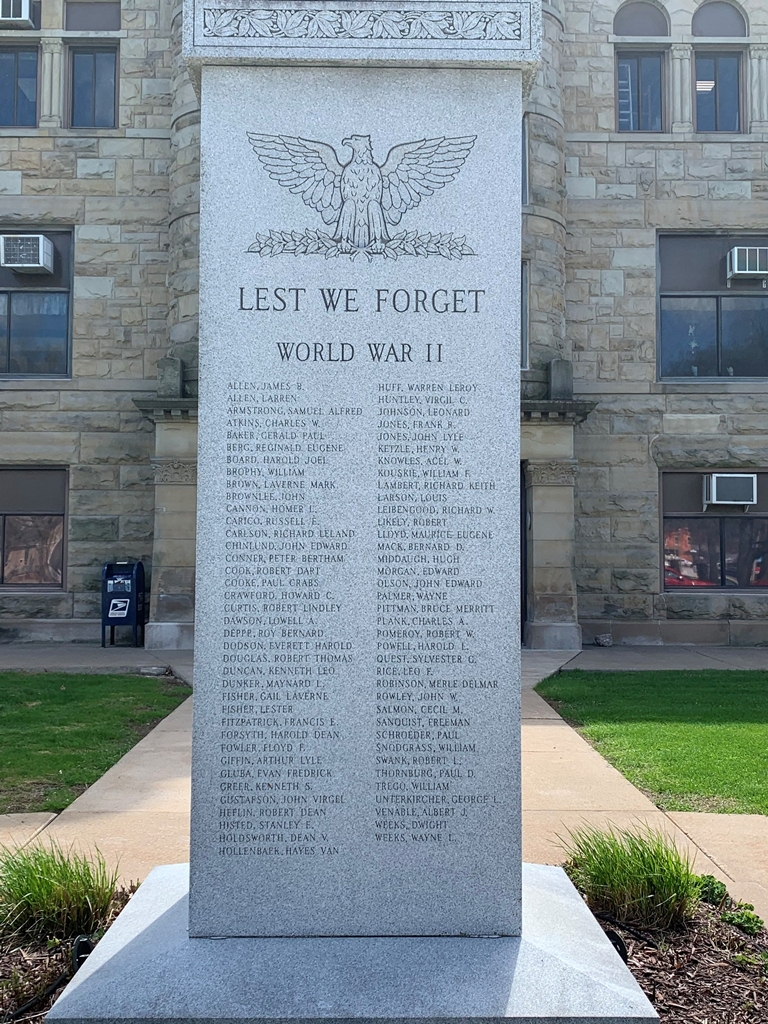 LEST WE FORGET
WORLD WAR II
ALLEN, JAMES B.
ALLEN, LARREN
ARMSTRONG, SAMUEL ALFRED
ATKINS, CHARLES W.
BAKER, GERALD PAUL
BERG, REGINALD EUGENE
BOARD, HAROLD JOEL
BROPHY, WILLIAM
BROWN, LAVERNE MARK
BROWNLEE, JOHN
CANNON, HOMER L.
CARICO, RUSSELL E.
CARLSON, RICHARD LELAND
CHINLUND, JOHN EDWARD
CONNER, PETER BERTHAM
COOK, ROBERT DART
COOKE, PAUL CRABS
CRAWFORD, HOWARD C.
CURTIS, ROBERT LINDLEY
DAWSON, LOWELL A.
DEPPE, ROY BERNARD
DODSON, EVERETT HAROLD
DOUGLAS, ROBERT THOMAS
DUNCAN, KENNETH LEO
DUNKER, MAYNARD L.
FISHER, GAIL LAVERNE
FISHER, LESTER
FITZPATRICK, FRANCIS E.
FORSYTH, HAROLD DEAN
FOWLER, FLOYD F.
GIFFIN, ARTHUR LYLE
GLUBA, EVAN FREDRICK
GREER, KENNETH S.
GUSTAFSON, JOHN VIRGEL
HEFLIN, ROBERT DEAN
HISTED, STANLEY E.
HOLDSWORTH, DEAN V.
HOLLENBAEK, HAYES VAN
HUFF, WARREN LEROY
HUNTLEY, VIRGIL C.
JOHNSON, LEONARD
JONES, FRANK R.
JONES, JOHN LYLE
KETZLE, HENRY W.
KNOWLES, ACEL W.
KOUSKIE, WILLIAM F.
LAMBERT, RICHARD KEITH
LARSON, LOUIS
LEIBENGOOD, RICHARD W.
LIKELY, ROBERT
LLOYD, MAURICE EUGENE
MACK, BERNARD D.
MIDDAUGH, HUGH
MORGAN, EDWARD
OLSON, JOHN EDWARD
PALMER, WAYNE
PITTMAN, BRUCE MERRITT
PLANK, CHARLES A.
POMEROY, ROBERT W.
POWELL, HAROLD L.
QUEST, SYLVESTER G.
RICE, LEO F.
ROBINSON, MERLE DELMAR
ROWLEY, JOHN W.
SALMON, CECIL M.
SANQUIST, FREEMAN
SCHROEDER, PAUL
SNODGRASS, WILLIAM
SWANK, ROBERT L.
THORNBURG, PAUL D.
TREGO, WILLIAM
UNTERKIRCHER, GEORGE L.
VENABLE, ALBERT J.
WEEKS, DWIGHT
WEEKS, WAYNE L.